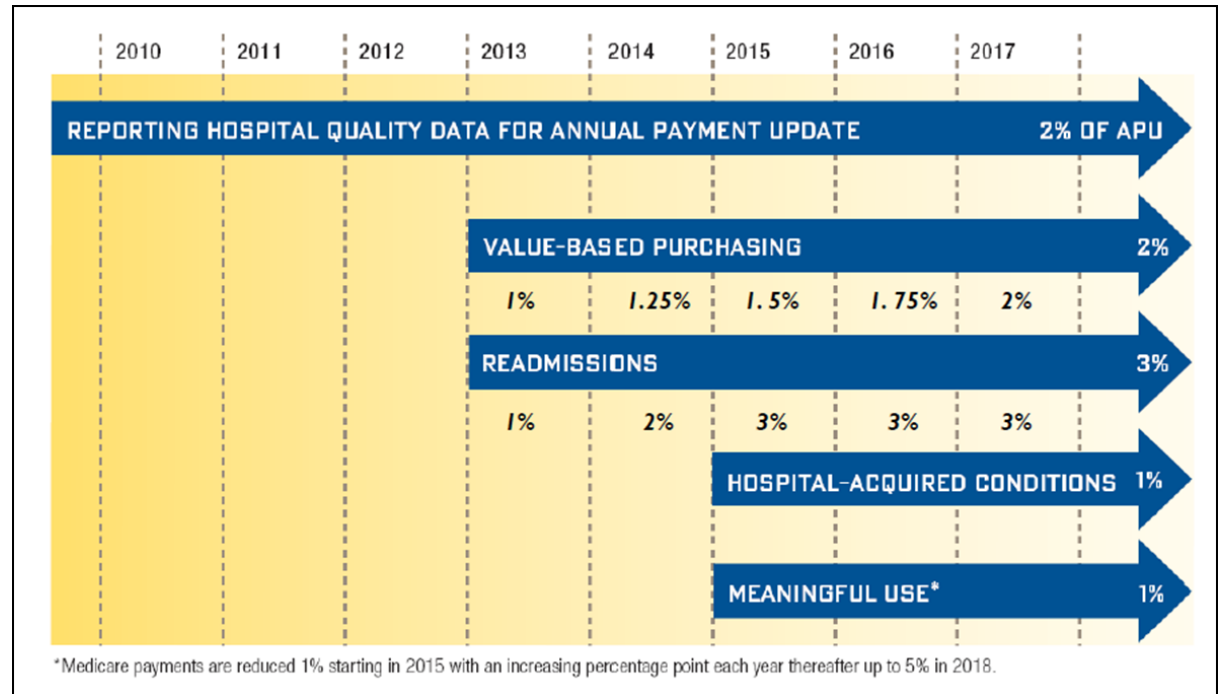 2010 2011 2012 2013 2014 2015 2016 2017
REPORTING HOSPITAL QUALITY DATA FOR ANNUAL PAYMENT UPDATE 2% OF APU
VALUE-BASED PURCHASING 2%
1% 1.25% 1.5% 1.75% 2%
READMISSIONS 3%
1% 2% 3% 3% 3%
HOSPITAL-ACQUIRED CONDITIONS 1%
MEANINGFUL USE* 1%
*Medicare payments are reduced 1% starting in 2015 with an increasing percentage point each year thereafter up to 5% in 2018.